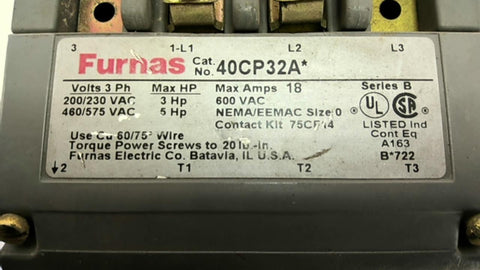 3 1-L1 L2 L3
Furnas Cat. No. 40CP32A*
Volts 3 Ph Max HP Max Amps 18 Series B
200/230 VAC 3 Hp 600 VAC
460/575 VAC 5 Hp NEMA/EEMAC Size 0
Contact Kit 75CF14
UL SA
LISTED Ind
Cont Eq
Use Cu 60/75° Wire A163
Torque Power Screws to 20 lb.-in.
Furnas Electric Co. Batavia, IL U.S.A. B*722
2 T1 T2 T3